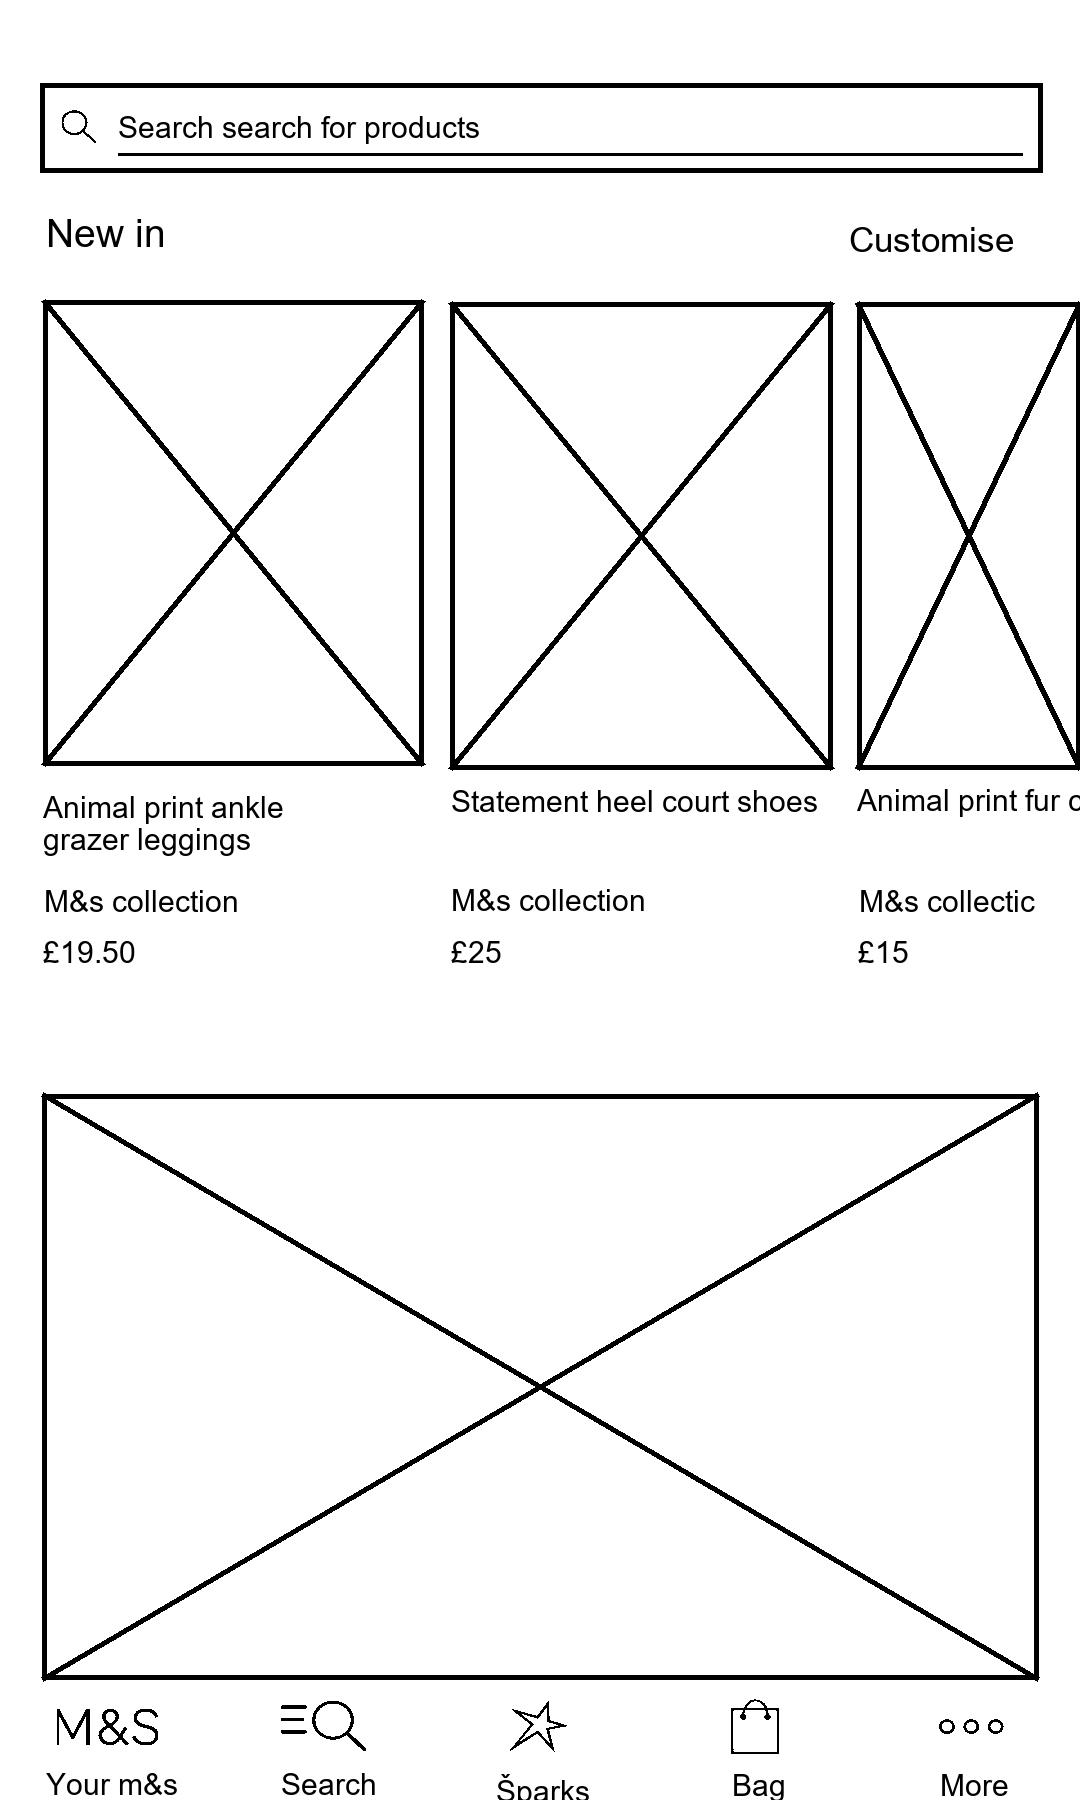 Search search for products
New in
Customise
Animal print ankle
grazer leggings
Statement heel court shoes
Animal print fur
M&s collection
M&s collection
M&s collectic
£19.50
£25
£15
M&S
Your m&s
Search
Šparks
Bag
More